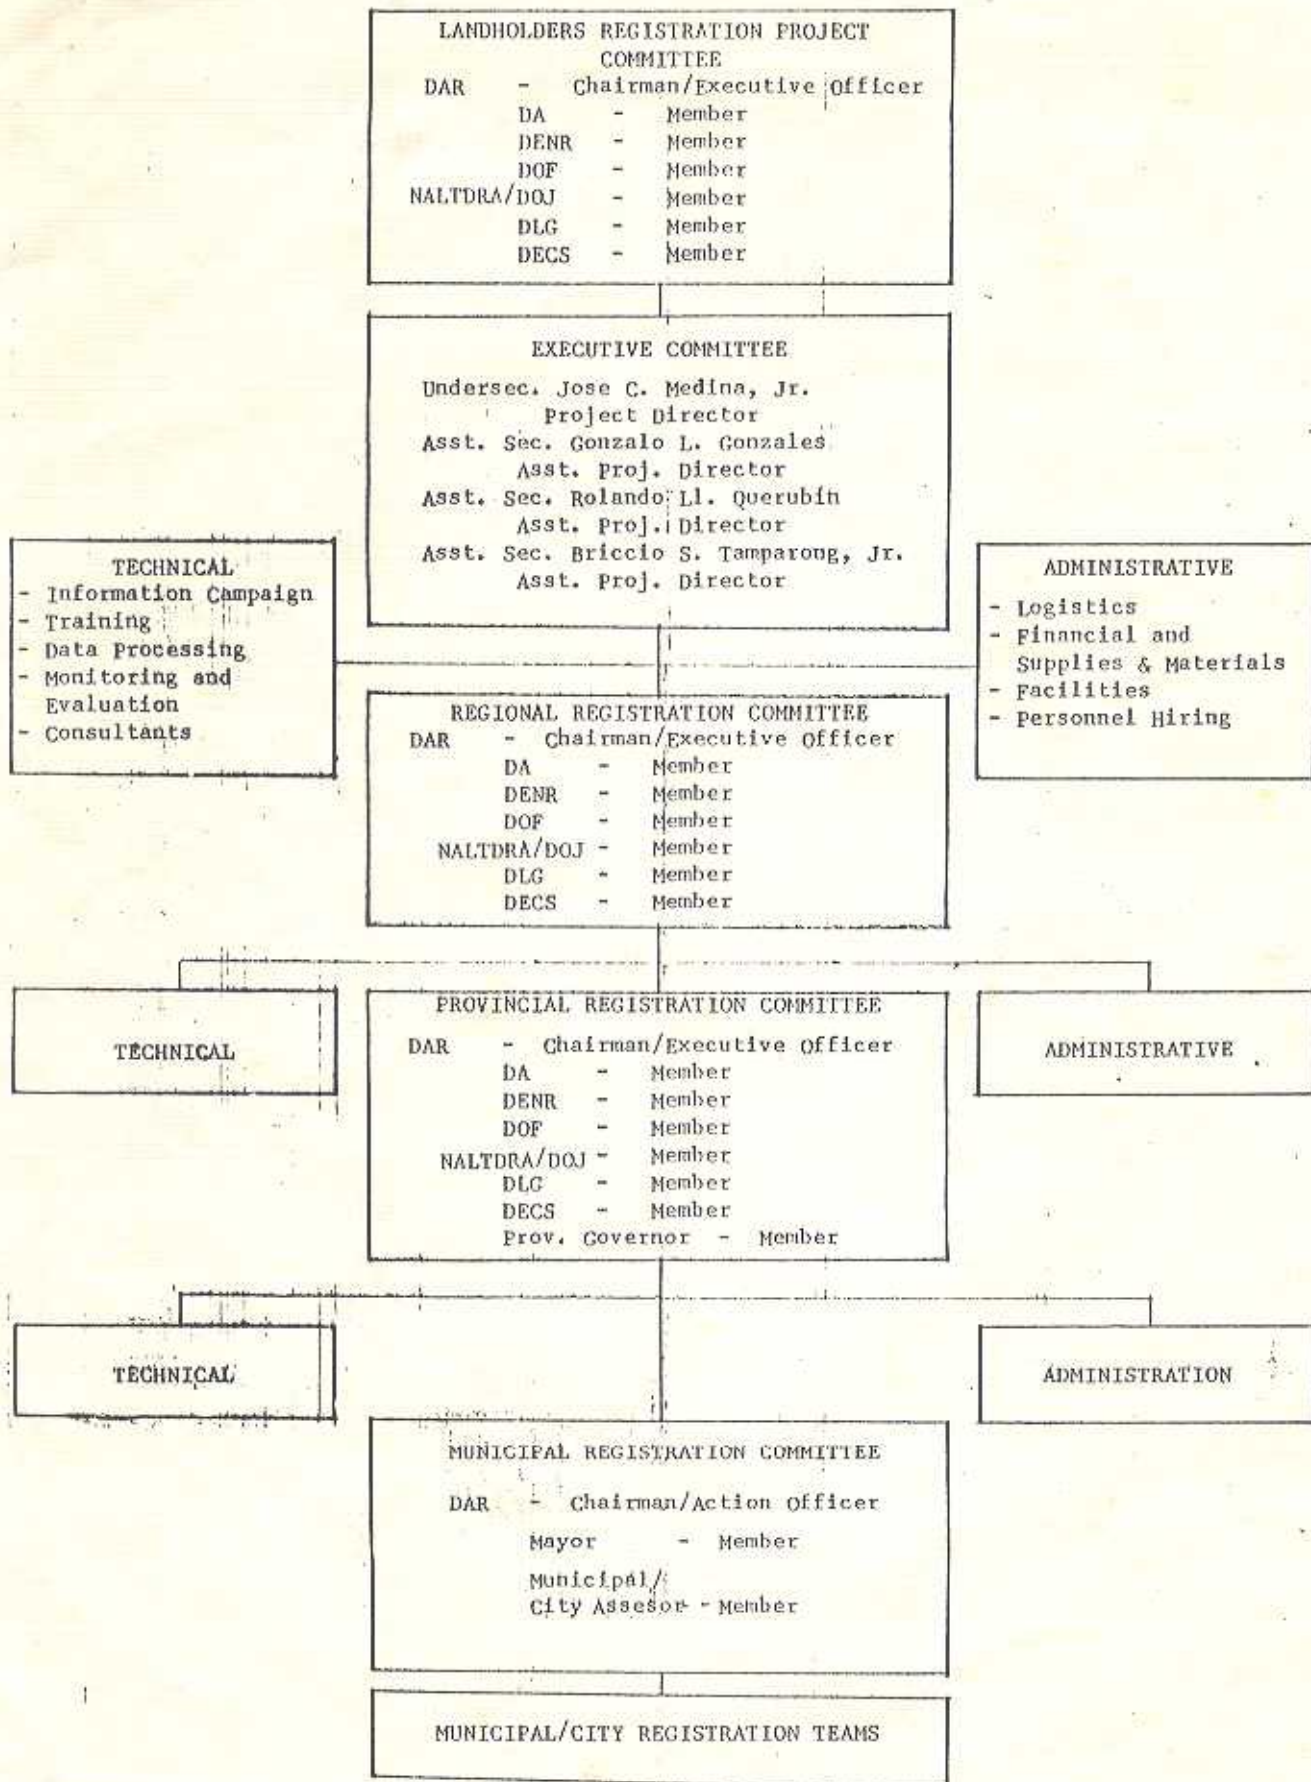 LANDHOLDERS REGISTRATION PROJECT
COMMITTEE
DAR - Chairman/Executive Officer
DA - Member
DENR - Member
DOF - Member
NALTDRA/DOJ - Member
DLG - Member
DECS - Member
EXECUTIVE COMMITTEE
Undersec. Jose C. Medina, Jr.
Project Director
Asst. Sec. Gonzalo L. Gonzales
Asst. Proj. Director
Asst. Sec. Rolando Ll. Querubin
Asst. Proj. Director
Asst. Sec. Briccio S. Tamparong, Jr.
Asst. Proj. Director
TECHNICAL
- Information Campaign
- Training
- Data Processing
- Monitoring and
Evaluation
- Consultants
ADMINISTRATIVE
- Logistics
- Financial and
Supplies & Materials
- Facilities
- Personnel Hiring
REGIONAL REGISTRATION COMMITTEE
DAR - Chairman/Executive Officer
DA - Member
DENR - Member
DOF - Member
NALTDRA/DOJ - Member
DLG - Member
DECS - Member
TECHNICAL
ADMINISTRATIVE
PROVINCIAL REGISTRATION COMMITTEE
DAR - Chairman/Executive Officer
DA - Member
DENR - Member
DOF - Member
NALTDRA/DOJ - Member
DLG - Member
DECS - Member
Prov. Governor - Member
TECHNICAL
ADMINISTRATION
MUNICIPAL REGISTRATION COMMITTEE
DAR - Chairman/Action Officer
Mayor - Member
Municipal/
City Assesor - Member
MUNICIPAL/CITY REGISTRATION TEAMS